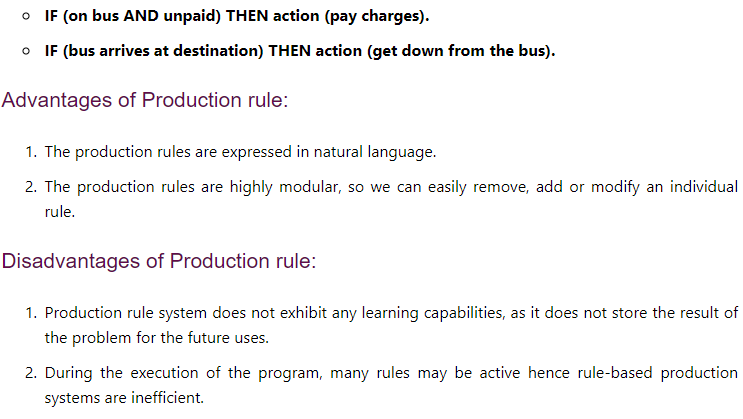 IF (on bus AND unpaid) THEN action (pay charges).
IF (bus arrives at destination) THEN action (get down from the bus).
Advantages of Production rule:
1. The production rules are expressed in natural language.
2. The production rules are highly modular, so we can easily remove, add or modify an individual
rule.
Disadvantages of Production rule:
1. Production rule system does not exhibit any learning capabilities, as it does not store the result of
the problem for the future uses.
2. During the execution of the program, many rules may be active hence rule-based production
systems are inefficient.